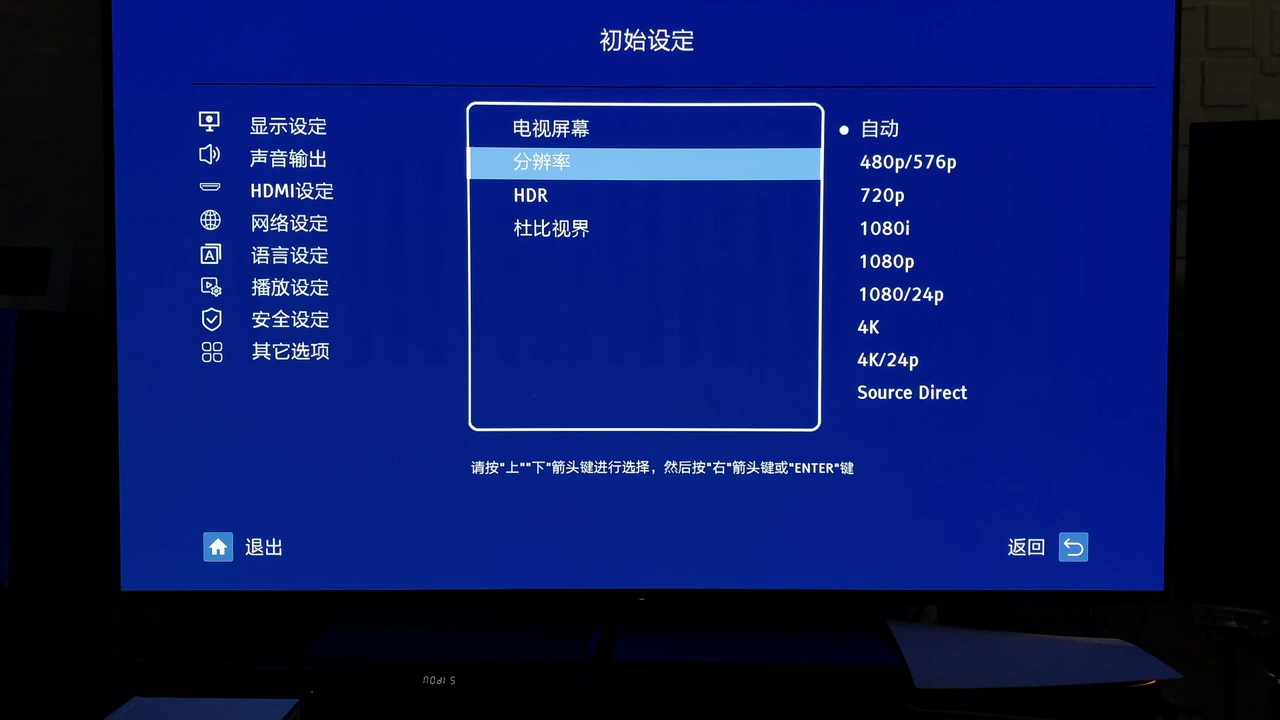 初始设定
显示设定
声音输出
HDMI设定
网络设定
语言设定
播放设定
安全设定
其它选项
电视屏幕
分辨率
HDR
杜比视界
自动
480p/576p
720p
1080i
1080p
1080/24p
4K
4K/24p
Source Direct
请按"上""下"箭头键进行选择，然后按"右"箭头键或"ENTER"键
退出
返回